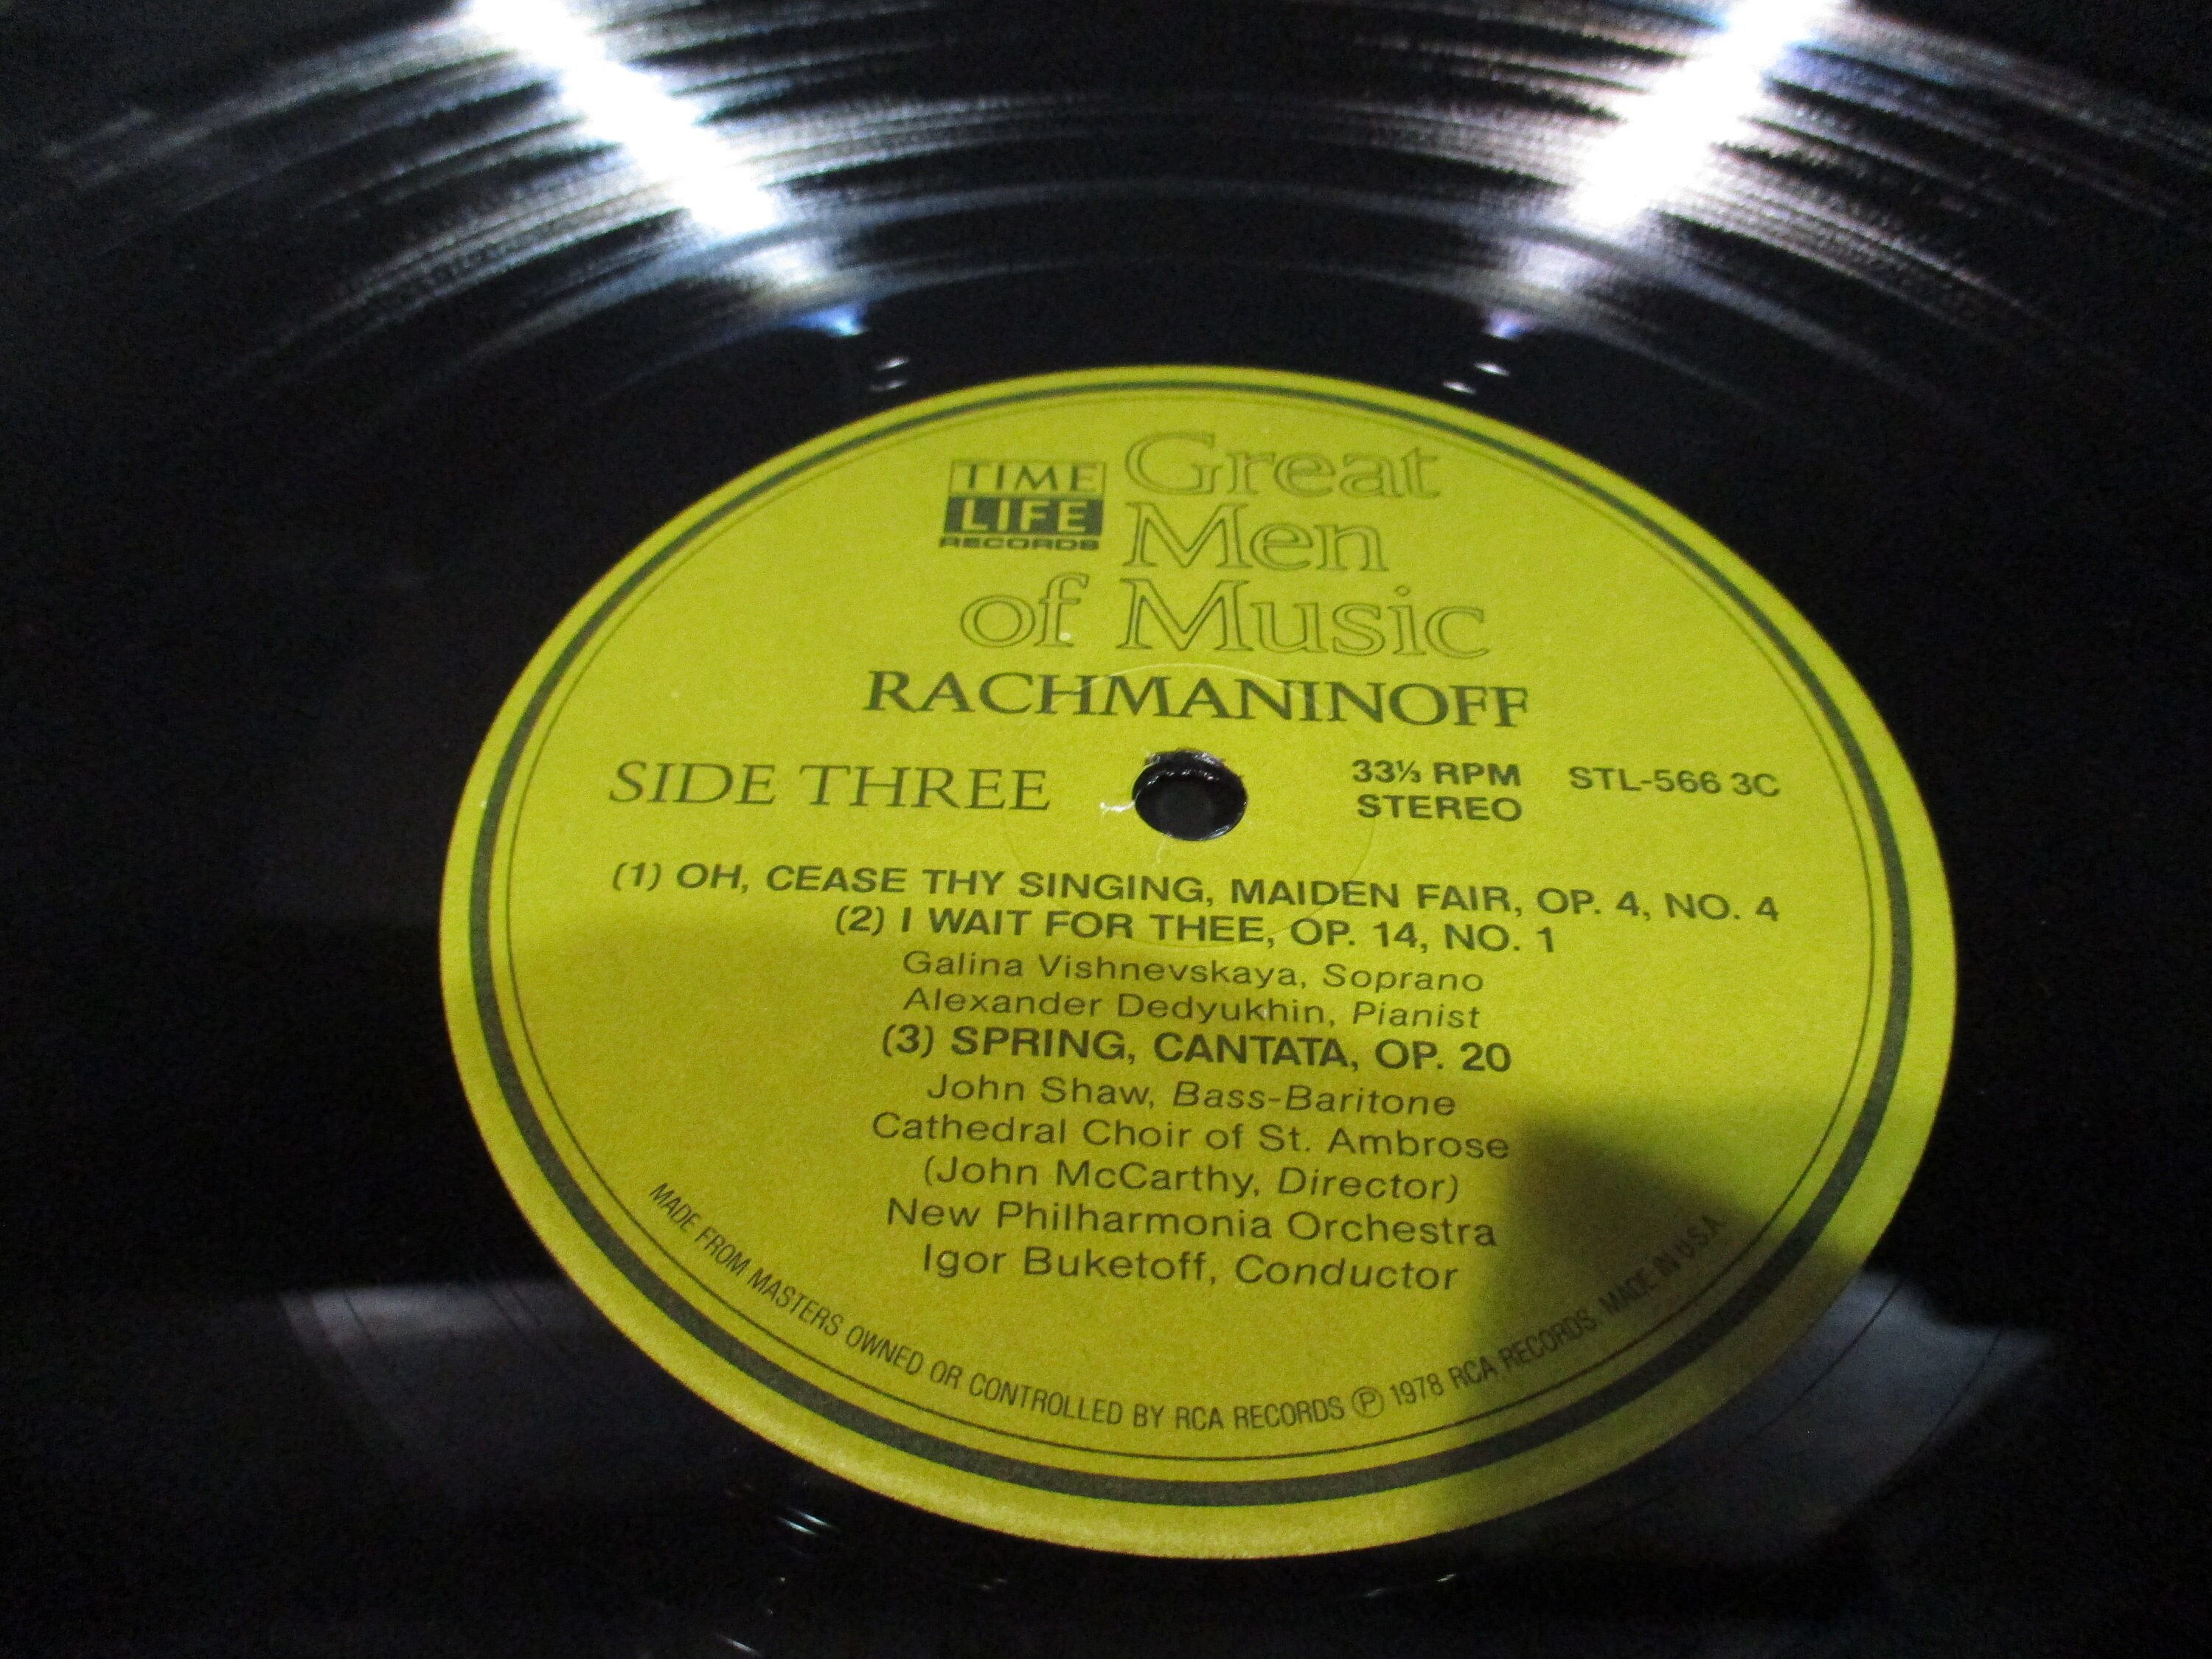 TIME
LIFE
RECORDS
Great
Men
of Music
RACHMANINOFF
SIDE THREE
33⅓ RPM
STEREO
STL-566 3C
(1) OH, CEASE THY SINGING, MAIDEN FAIR, OP. 4, NO. 4
(2) I WAIT FOR THEE, OP. 14, NO. 1
Galina Vishnevskaya, Soprano
Alexander Dedyukhin, Pianist
(3) SPRING, CANTATA, OP. 20
John Shaw, Bass-Baritone
Cathedral Choir of St. Ambrose
(John McCarthy, Director)
New Philharmonia Orchestra
Igor Buketoff, Conductor
MADE FROM MASTERS OWNED OR CONTROLLED BY RCA RECORDS Ⓟ 1978 RCA RECORDS. MADE IN U.S.A.